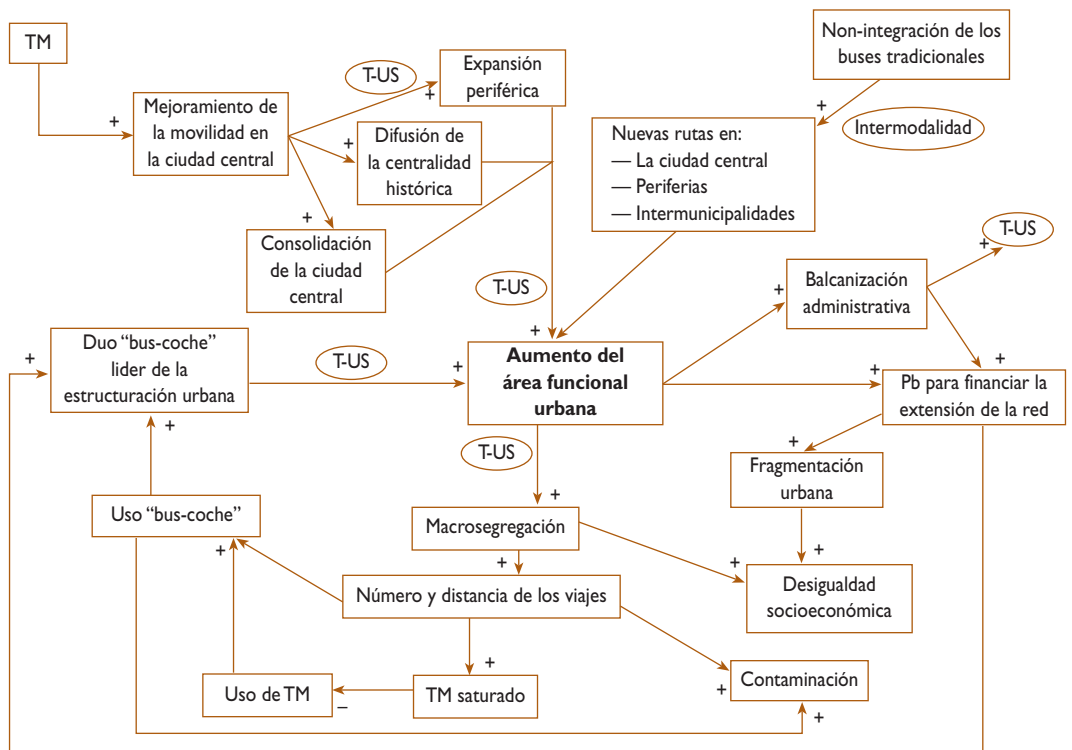 TM
+
Mejoramiento de
la movilidad en
la ciudad central
T-US
+
Expansión
periférica
+
Difusión de
la centralidad
histórica
+
Consolidación
de la ciudad
central
Non-integración de los
buses tradicionales
+
Intermodalidad
Nuevas rutas en:
— La ciudad central
— Periferias
— Intermunicipalidades
T-US
+
T-US
+
Balcanización
administrativa
+
+
Duo “bus-coche”
lider de la
estructuración urbana
+
T-US
+
Aumento del
área funcional
urbana
+
+
Pb para financiar la
extensión de la red
+
T-US
+
Fragmentación
urbana
+
Uso “bus-coche”
+
+
Macrosegregación
+
+
Desigualdad
socioeconómica
+
Número y distancia de los viajes
+
Uso de TM
–
TM saturado
+
Contaminación
+